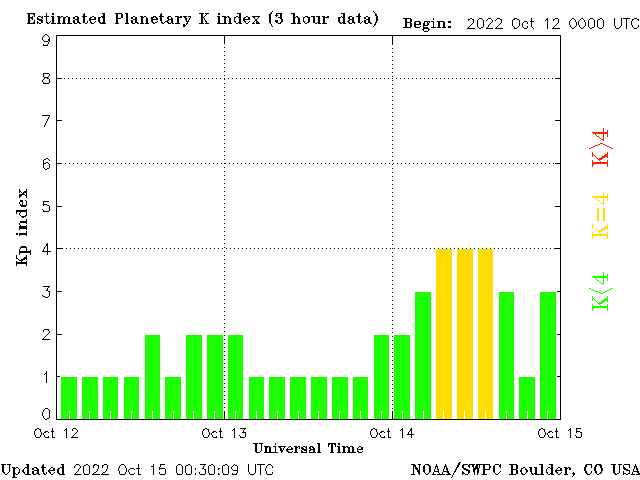 Estimated Planetary K index (3 hour data) Begin: 2022 Oct 12 0000 UTC
9
8
7
6
5
4
3
2
1
0
Kp index
K>4
K=4
K<4
Oct 12 Oct 13 Oct 14 Oct 15
Universal Time
Updated 2022 Oct 15 00:30:09 UTC NOAA/SWPC Boulder, CO USA